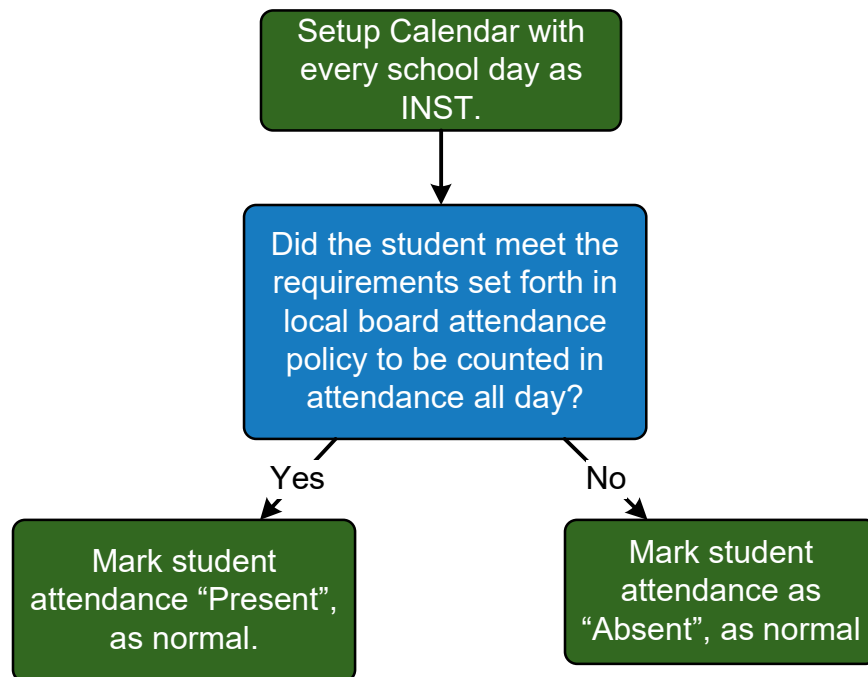 Setup Calendar with
every school day as
INST.
Did the student meet the
requirements set forth in
local board attendance
policy to be counted in
attendance all day?
Yes
No
Mark student
attendance “Present”,
as normal.
Mark student
attendance as
“Absent”, as normal